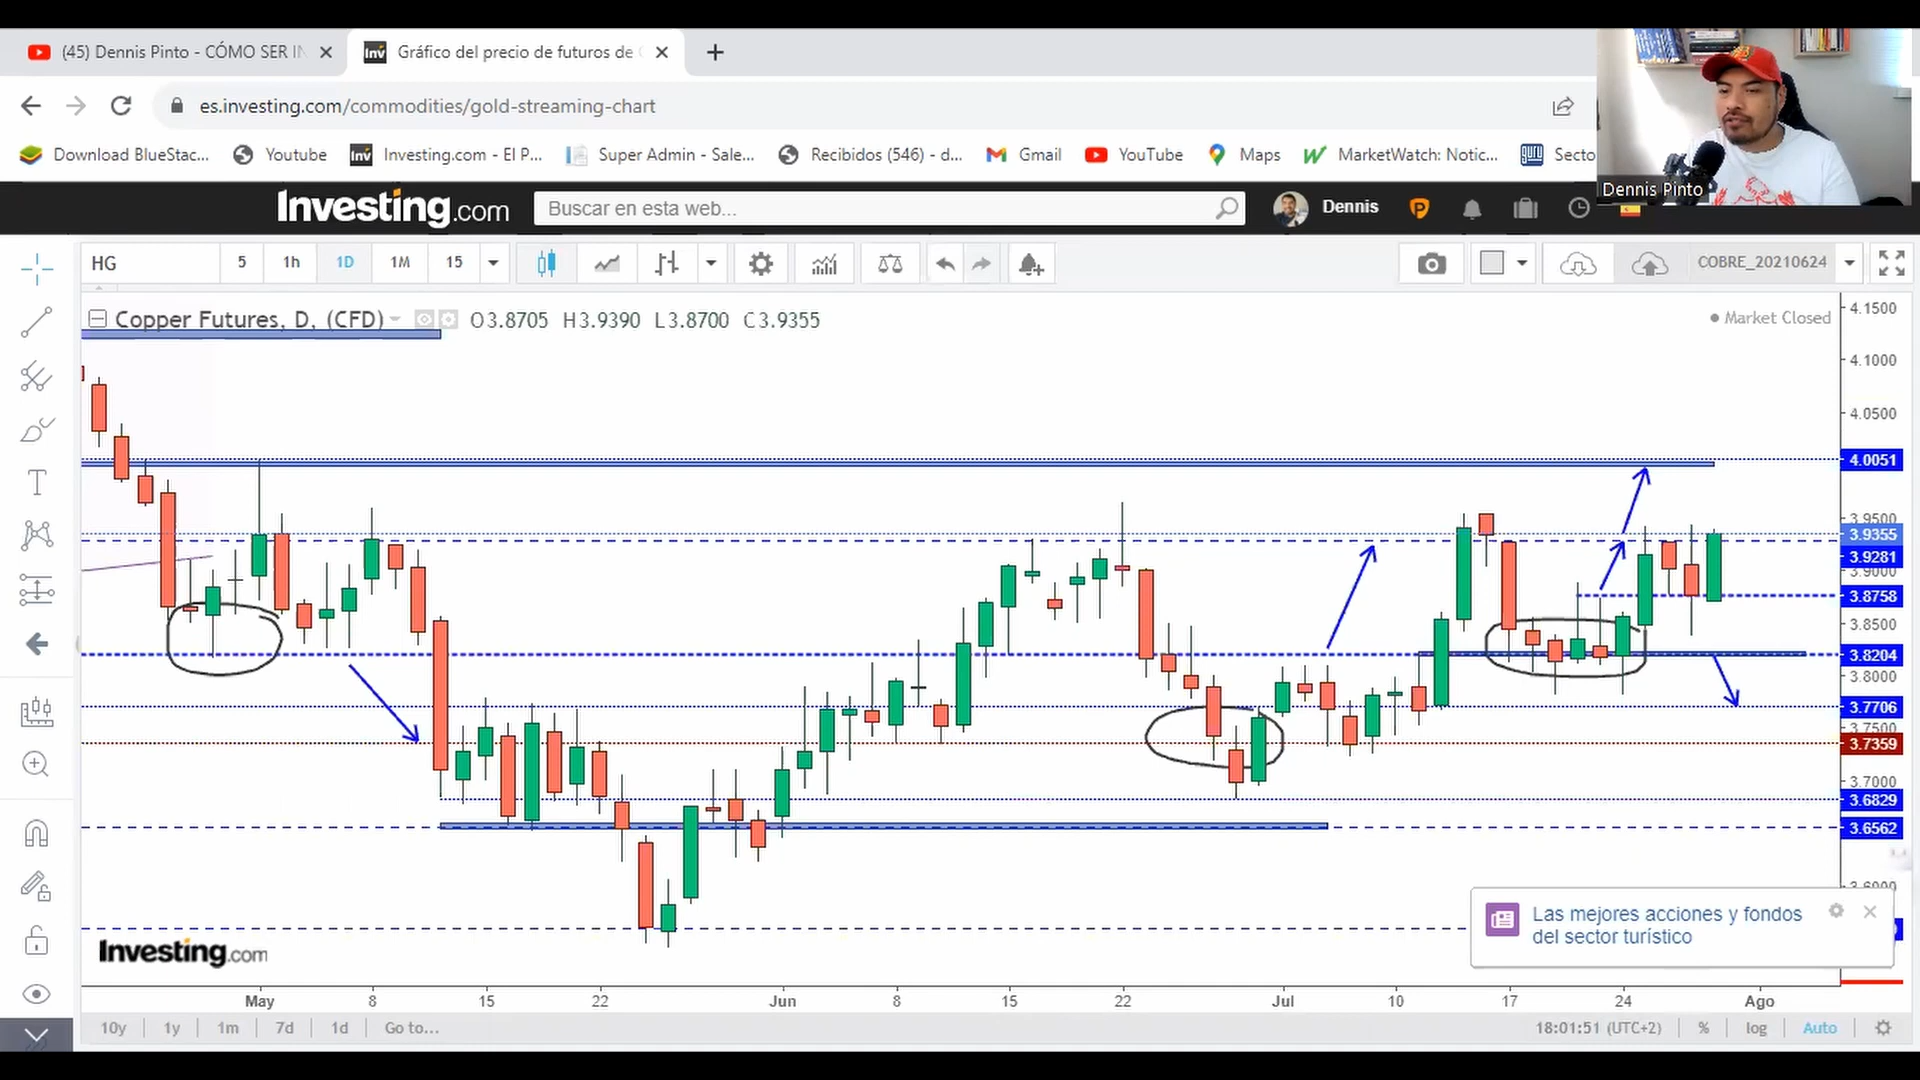 (45) Dennis Pinto - CÓMO SER IN
Gráfico del precio de futuros de
es.investing.com/commodities/gold-streaming-chart
Download BlueStac...
Youtube
Investing.com - El P...
Super Admin - Sale...
Recibidos (546) - d...
Gmail
YouTube
Maps
MarketWatch: Notic...
Secto
Dennis Pinto
Investing.com
Buscar en esta web...
Dennis
HG
5
1h
1D
1M
15
COBRE_20210624
Copper Futures, D, (CFD)
O3.8705 H3.9390 L3.8700 C3.9355
Market Closed
4.1500
4.1000
4.0500
4.0051
3.9500
3.9355
3.9281
3.9000
3.8758
3.8500
3.8204
3.8000
3.7706
3.7500
3.7359
3.7000
3.6829
3.6562
Las mejores acciones y fondos
del sector turístico
Investing.com
May
8
15
22
Jun
8
15
22
Jul
10
17
24
Ago
10y
1y
1m
7d
1d
Go to...
18:01:51 (UTC+2)
%
log
Auto